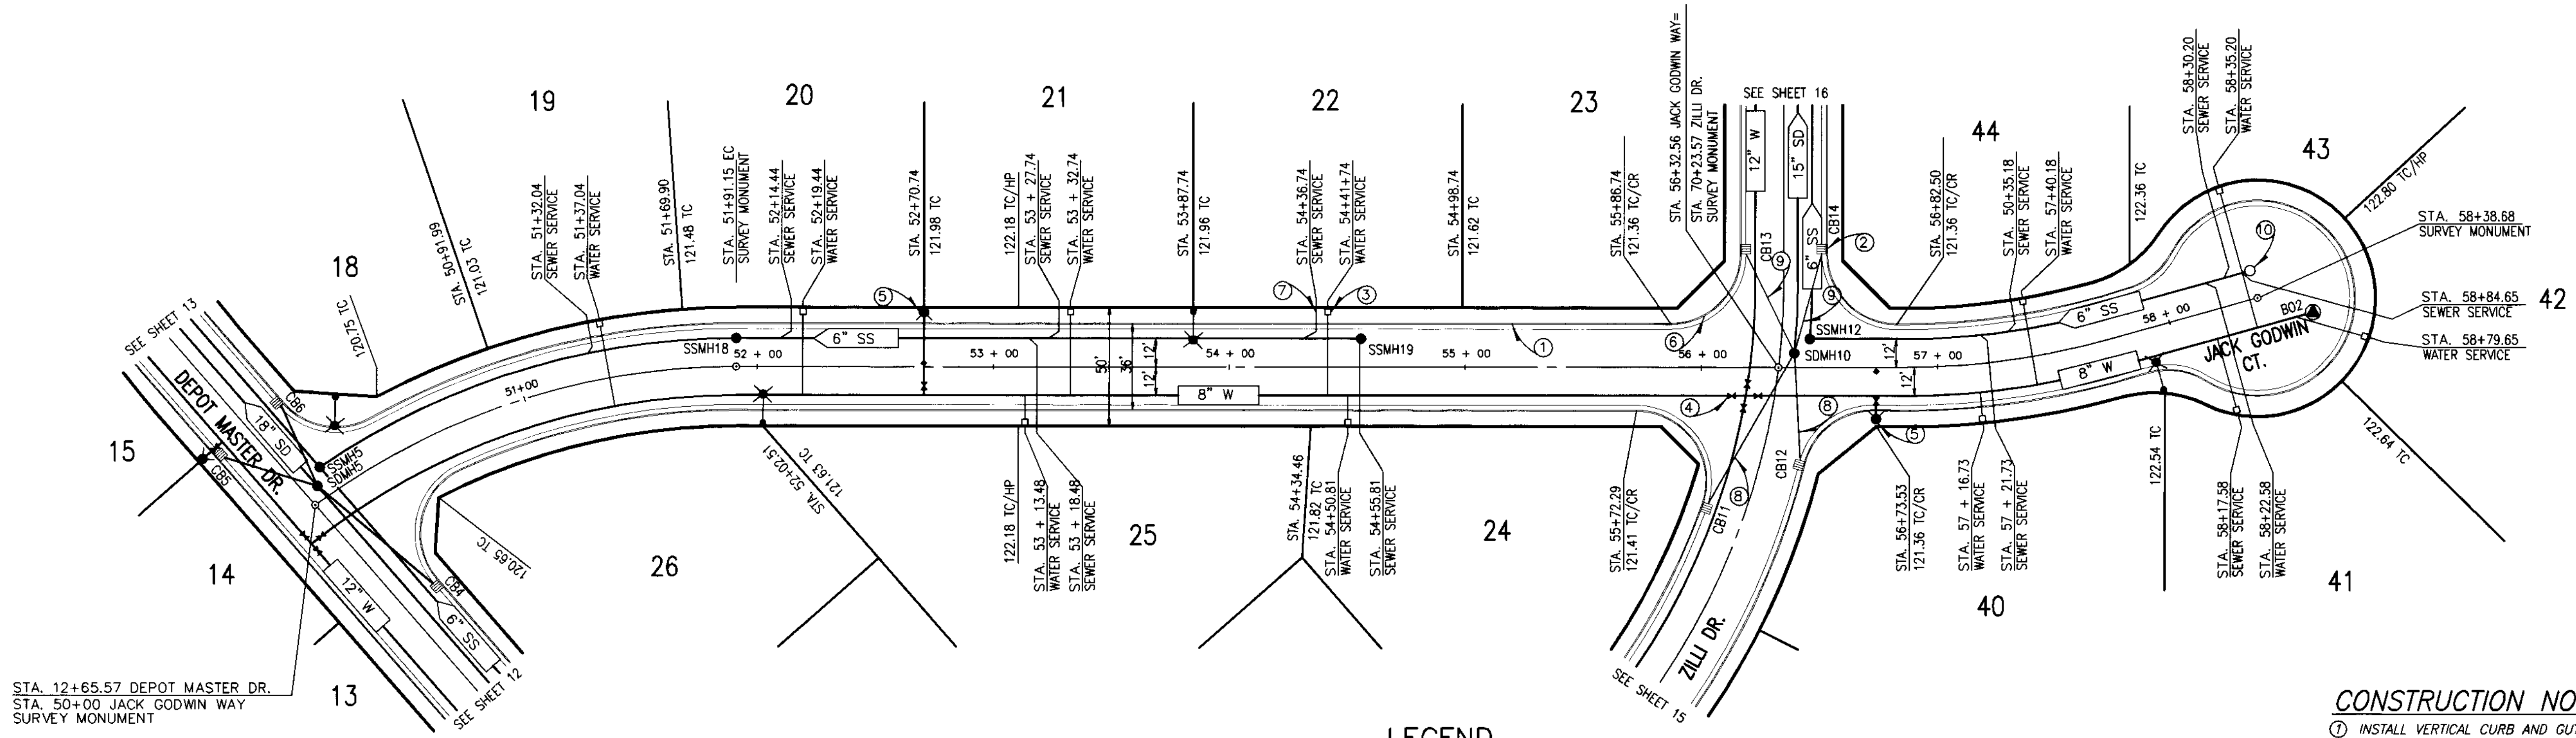 19
20
21
22
23
44
43
18
42
15
14
13
26
25
24
40
41
SEE SHEET 16
STA. 50+91.99
121.03 TC
120.75 TC
STA. 51+32.04
SEWER SERVICE
STA. 51+37.04
WATER SERVICE
STA. 51+69.90
121.48 TC
STA. 51+91.15 EC
SURVEY MONUMENT
STA. 52+14.44
SEWER SERVICE
STA. 52+19.44
WATER SERVICE
STA. 52+70.74
121.98 TC
122.18 TC/HP
STA. 53 + 27.74
SEWER SERVICE
STA. 53 + 32.74
WATER SERVICE
STA. 53+87.74
121.96 TC
STA. 54+36.74
SEWER SERVICE
STA. 54+41+74
WATER SERVICE
STA. 54+98.74
121.62 TC
STA. 55+86.74
121.36 TC/CR
STA. 56+32.56 JACK GODWIN WAY=
STA. 70+23.57 ZILLI DR.
SURVEY MONUMENT
12" W
15" SD
6" SS
CB13
CB14
STA. 56+82.50
121.36 TC/CR
STA. 50+35.18
SEWER SERVICE
STA. 57+40.18
WATER SERVICE
122.36 TC
STA. 58+30.20
SEWER SERVICE
STA. 58+35.20
WATER SERVICE
122.80 TC/HP
STA. 58+38.68
SURVEY MONUMENT
STA. 58+84.65
SEWER SERVICE
STA. 58+79.65
WATER SERVICE
122.64 TC
5
7
3
1
6
9
9
2
10
4
8
8
5
SEE SHEET 13
DEPOT MASTER DR.
18" SD
CB6
CB5
SSMH5
SDMH5
CB4
12" W
6" SS
SEE SHEET 12
51+00
SSMH18
52 + 00
6" SS
53 + 00
54 + 00
SSMH19
55 + 00
56 + 00
SSMH12
SDMH10
57 + 00
6" SS
58 + 00
BO2
JACK GODWIN
CT.
8" W
8" W
50'
36'
12'
12'
12'
12'
120.65 TC
STA. 52+02.51
121.63 TC
122.18 TC/HP
STA. 53 + 13.48
WATER SERVICE
STA. 53 + 18.48
SEWER SERVICE
STA. 54+34.46
121.82 TC
STA. 54+50.81
WATER SERVICE
STA. 54+55.81
SEWER SERVICE
STA. 55+72.29
121.41 TC/CR
CB11
CB12
ZILLI DR.
SEE SHEET 15
STA. 56+73.53
121.36 TC/CR
STA. 57 + 16.73
WATER SERVICE
STA. 57 + 21.73
SEWER SERVICE
122.54 TC
STA. 58+17.58
SEWER SERVICE
STA. 58+22.58
WATER SERVICE
STA. 12+65.57 DEPOT MASTER DR.
STA. 50+00 JACK GODWIN WAY
SURVEY MONUMENT
LEGEND
CONSTRUCTION NO
1 INSTALL VERTICAL CURB AND GU